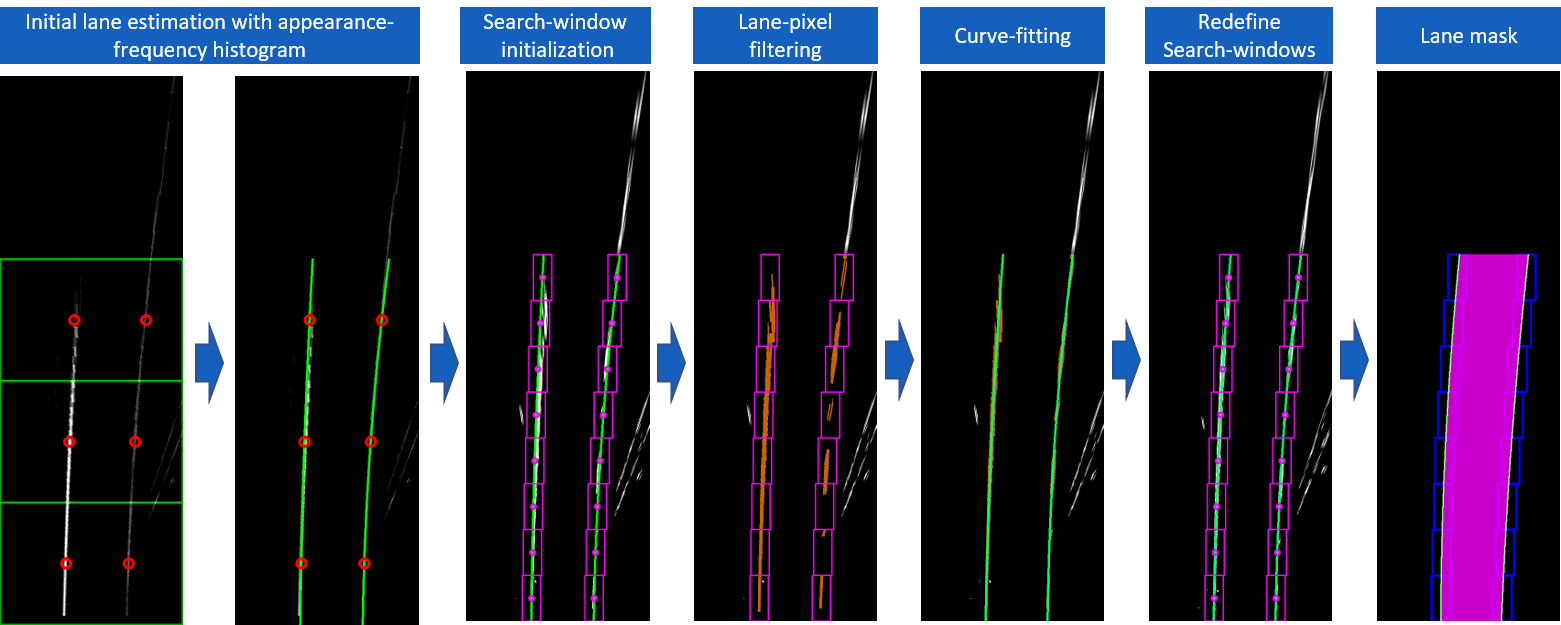 Initial lane estimation with appearance-
frequency histogram
Search-window
initialization
Lane-pixel
filtering
Curve-fitting
Redefine
Search-windows
Lane mask